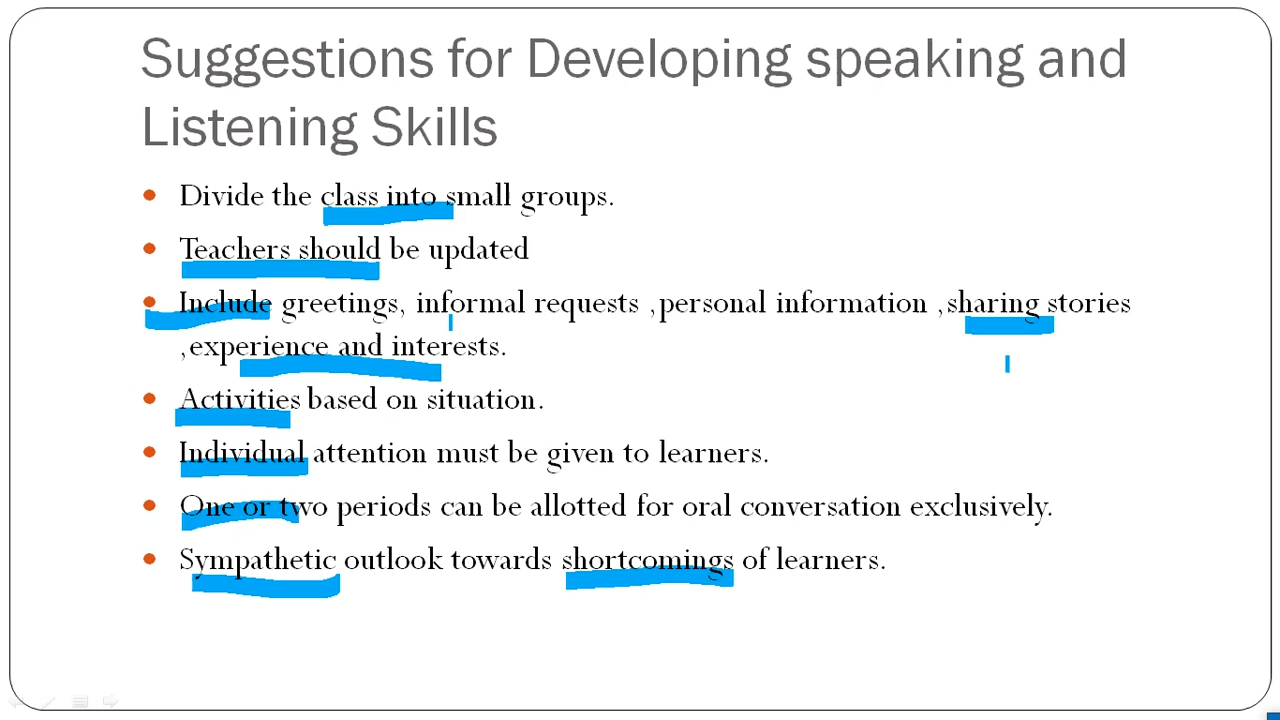 Suggestions for Developing speaking and
Listening Skills
• Divide the class into small groups.
• Teachers should be updated
• Include greetings, informal requests ,personal information ,sharing stories
,experience and interests.
• Activities based on situation.
• Individual attention must be given to learners.
• One or two periods can be allotted for oral conversation exclusively.
• Sympathetic outlook towards shortcomings of learners.